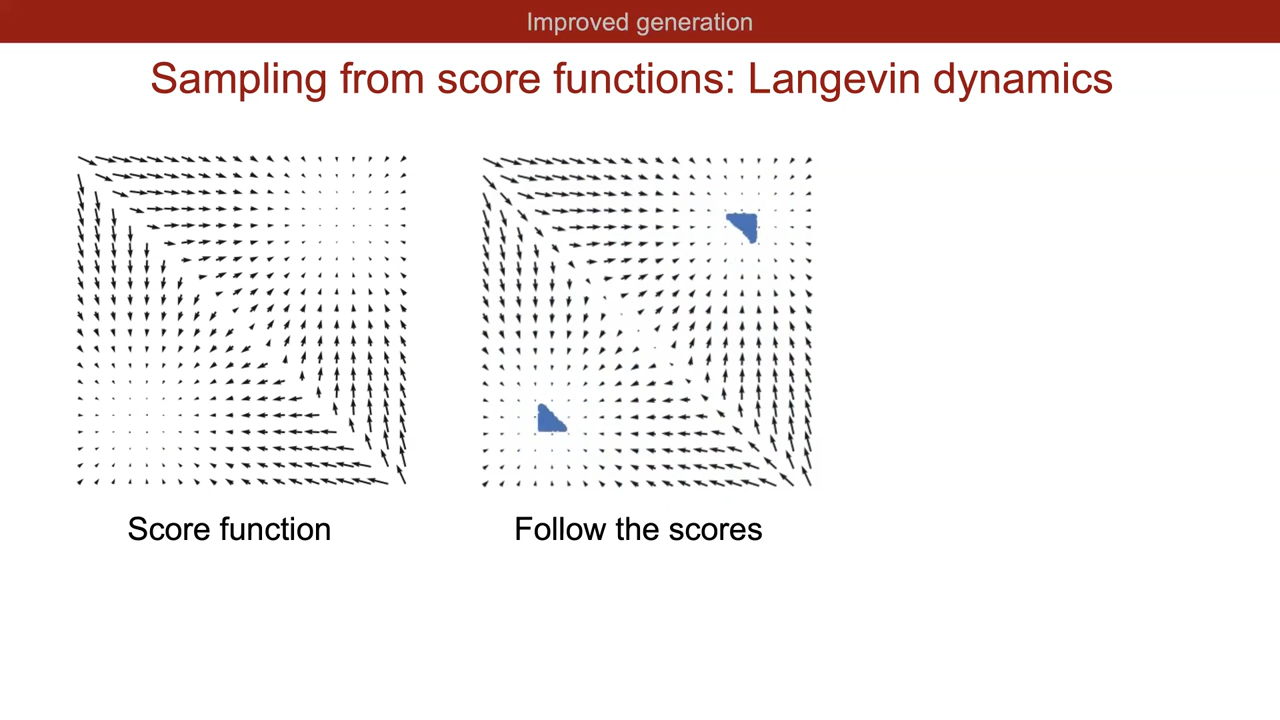 Improved generation
Sampling from score functions: Langevin dynamics
Score function
Follow the scores